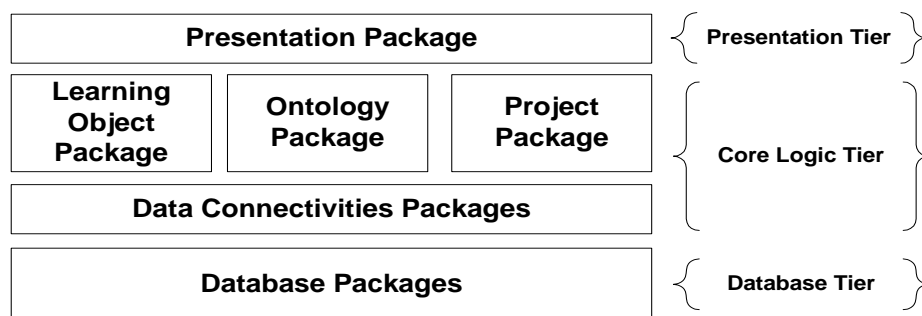 Presentation Package
Presentation Tier
Learning
Object
Package
Ontology
Package
Project
Package
Core Logic Tier
Data Connectivities Packages
Database Packages
Database Tier